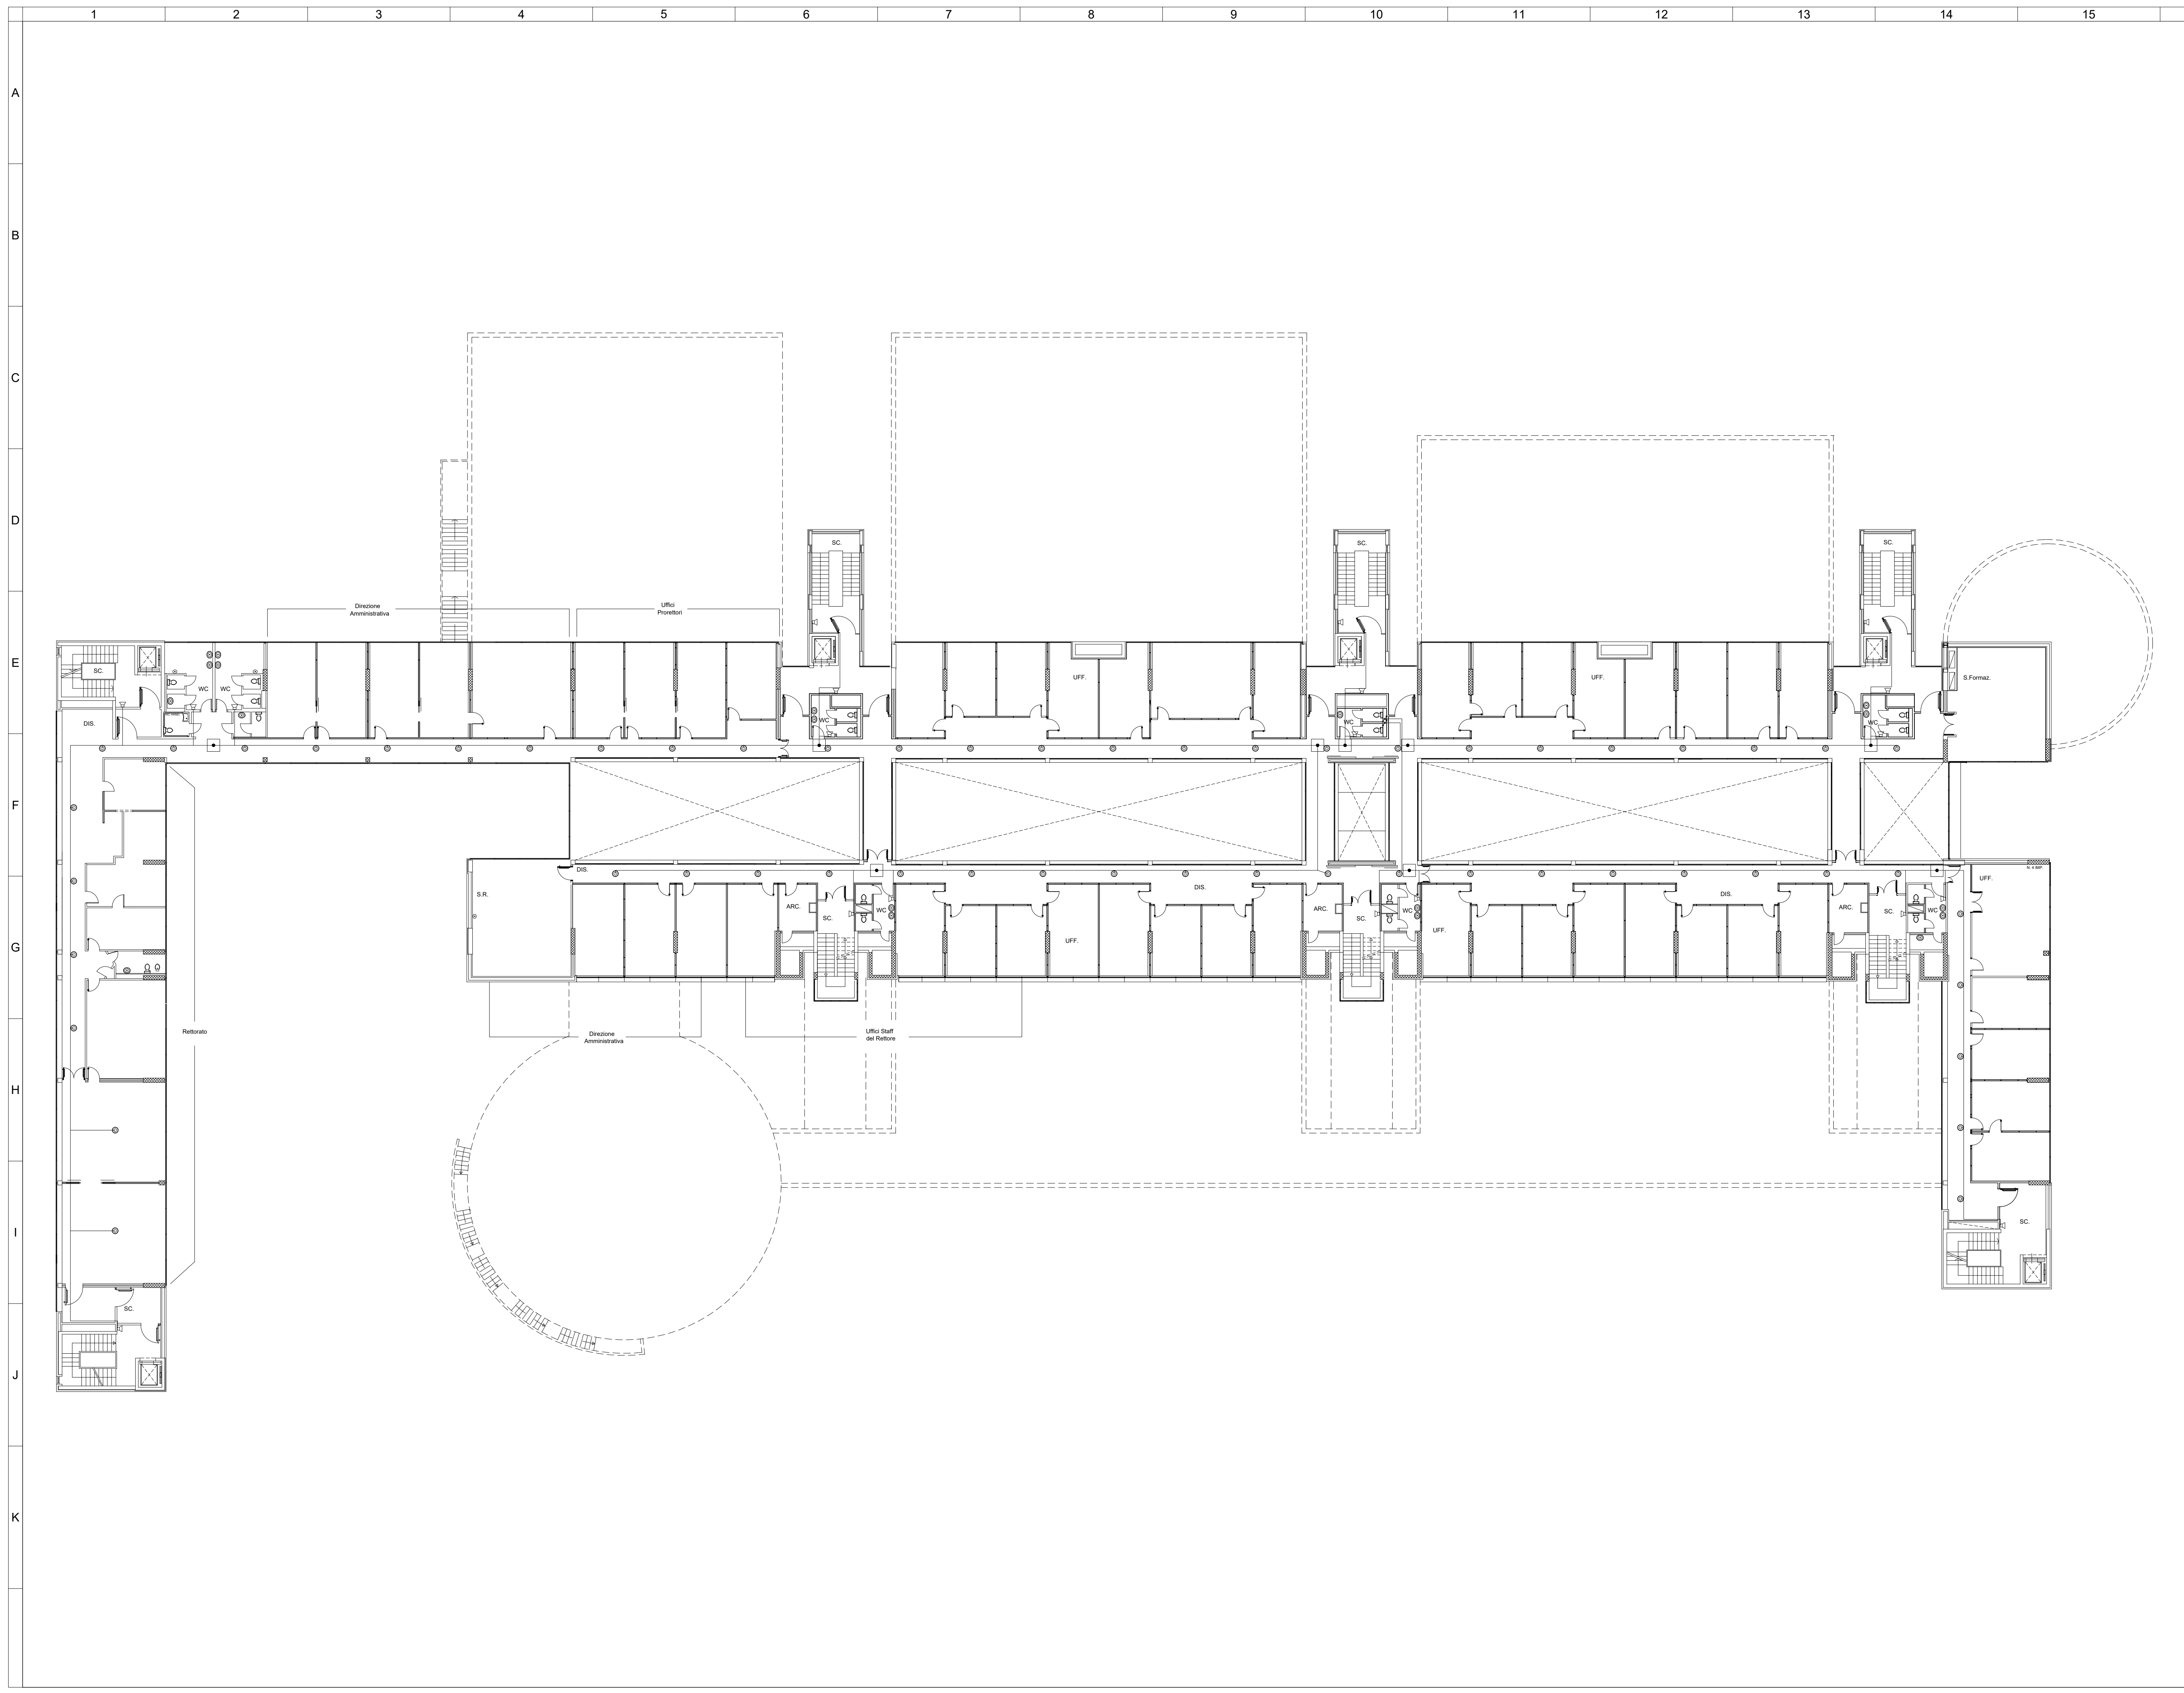 1 2 3 4 5 6 7 8 9 10 11 12 13 14 15
A
B
C
D
SC. SC. SC.
E
Direzione
Amministrativa
Uffici
Prorettori
SC. UFF. UFF. S.Formaz.
WC WC
DIS. WC WC WC
F
DIS. N. 8 IMP.
UFF.
S.R. DIS. DIS.
ARC. SC. WC ARC. SC. WC ARC. SC. WC
G
UFF. UFF.
Rettorato
Direzione
Amministrativa
Uffici Staff
del Rettore
H
I
SC.
SC.
J
K